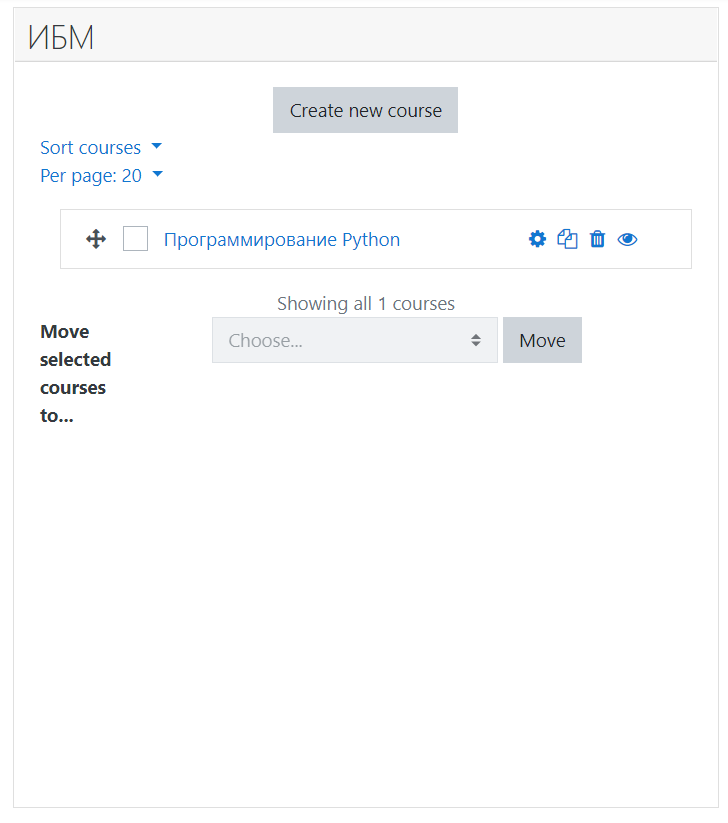 ИБМ
Create new course
Sort courses
Per page: 20
Программирование Python
Showing all 1 courses
Move
selected
courses
to...
Choose...
Move